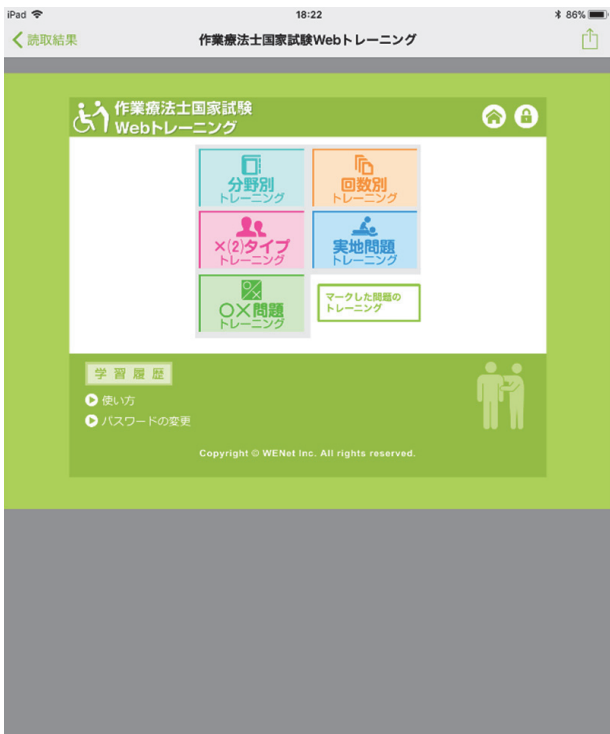 iPad 18:22 86%
読取結果 作業療法士国家試験Webトレーニング
作業療法士国家試験
Webトレーニング
分野別
トレーニング
回数別
トレーニング
×(2)タイプ
トレーニング
実地問題
トレーニング
○×問題
トレーニング
マークした問題の
トレーニング
学習履歴
使い方
パスワードの変更
Copyright © WENet Inc. All rights reserved.